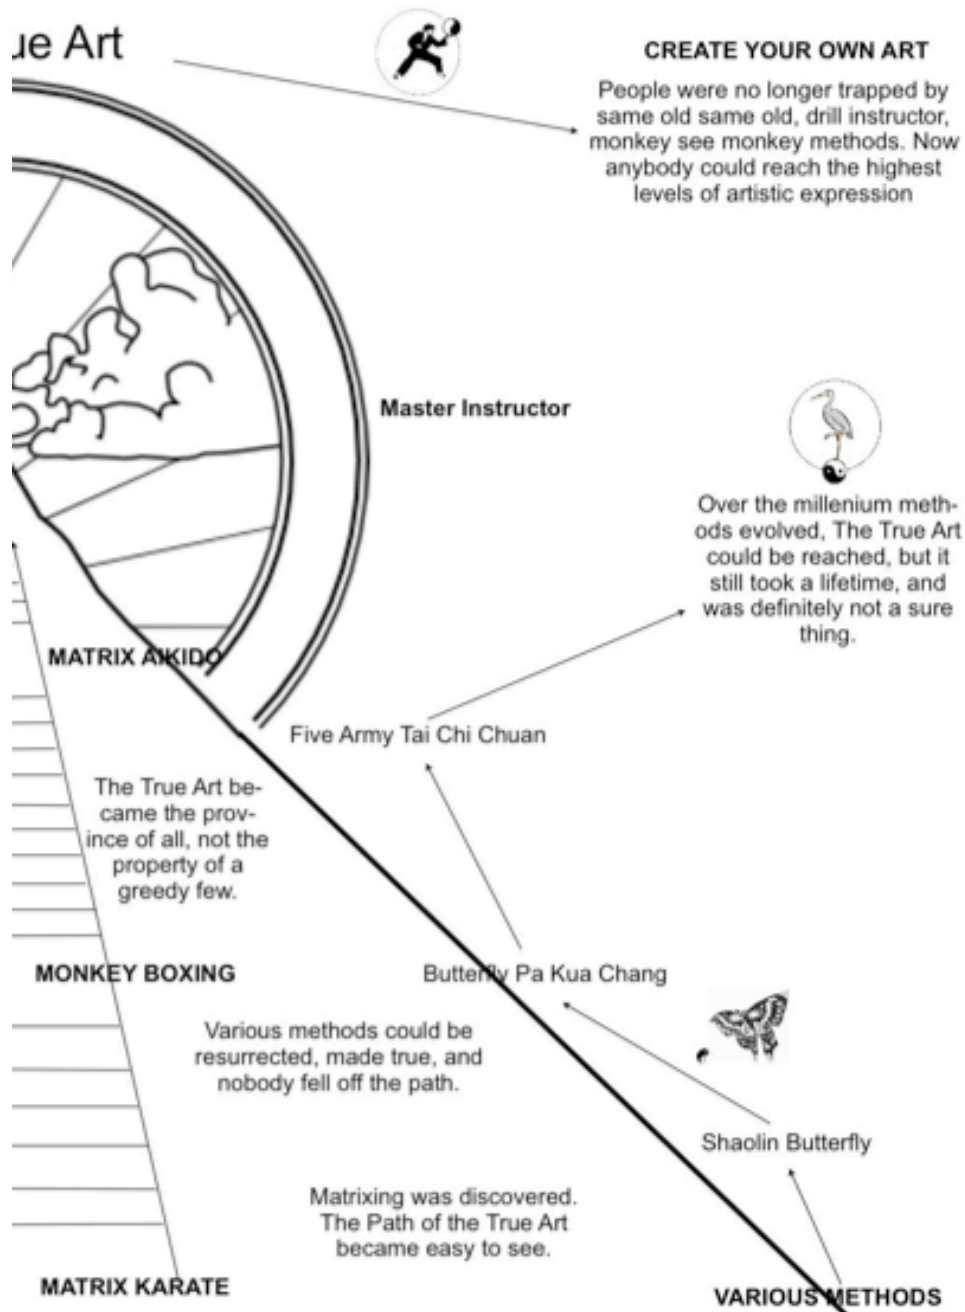 ue Art
CREATE YOUR OWN ART
People were no longer trapped by
same old same old, drill instructor,
monkey see monkey methods. Now
anybody could reach the highest
levels of artistic expression
Master Instructor
Over the millenium meth-
ods evolved, The True Art
could be reached, but it
still took a lifetime, and
was definitely not a sure
thing.
MATRIX AIKIDO
Five Army Tai Chi Chuan
The True Art be-
came the prov-
ince of all, not the
property of a
greedy few.
MONKEY BOXING
Butterfly Pa Kua Chang
Various methods could be
resurrected, made true, and
nobody fell off the path.
Shaolin Butterfly
Matrixing was discovered.
The Path of the True Art
became easy to see.
MATRIX KARATE
VARIOUS METHODS